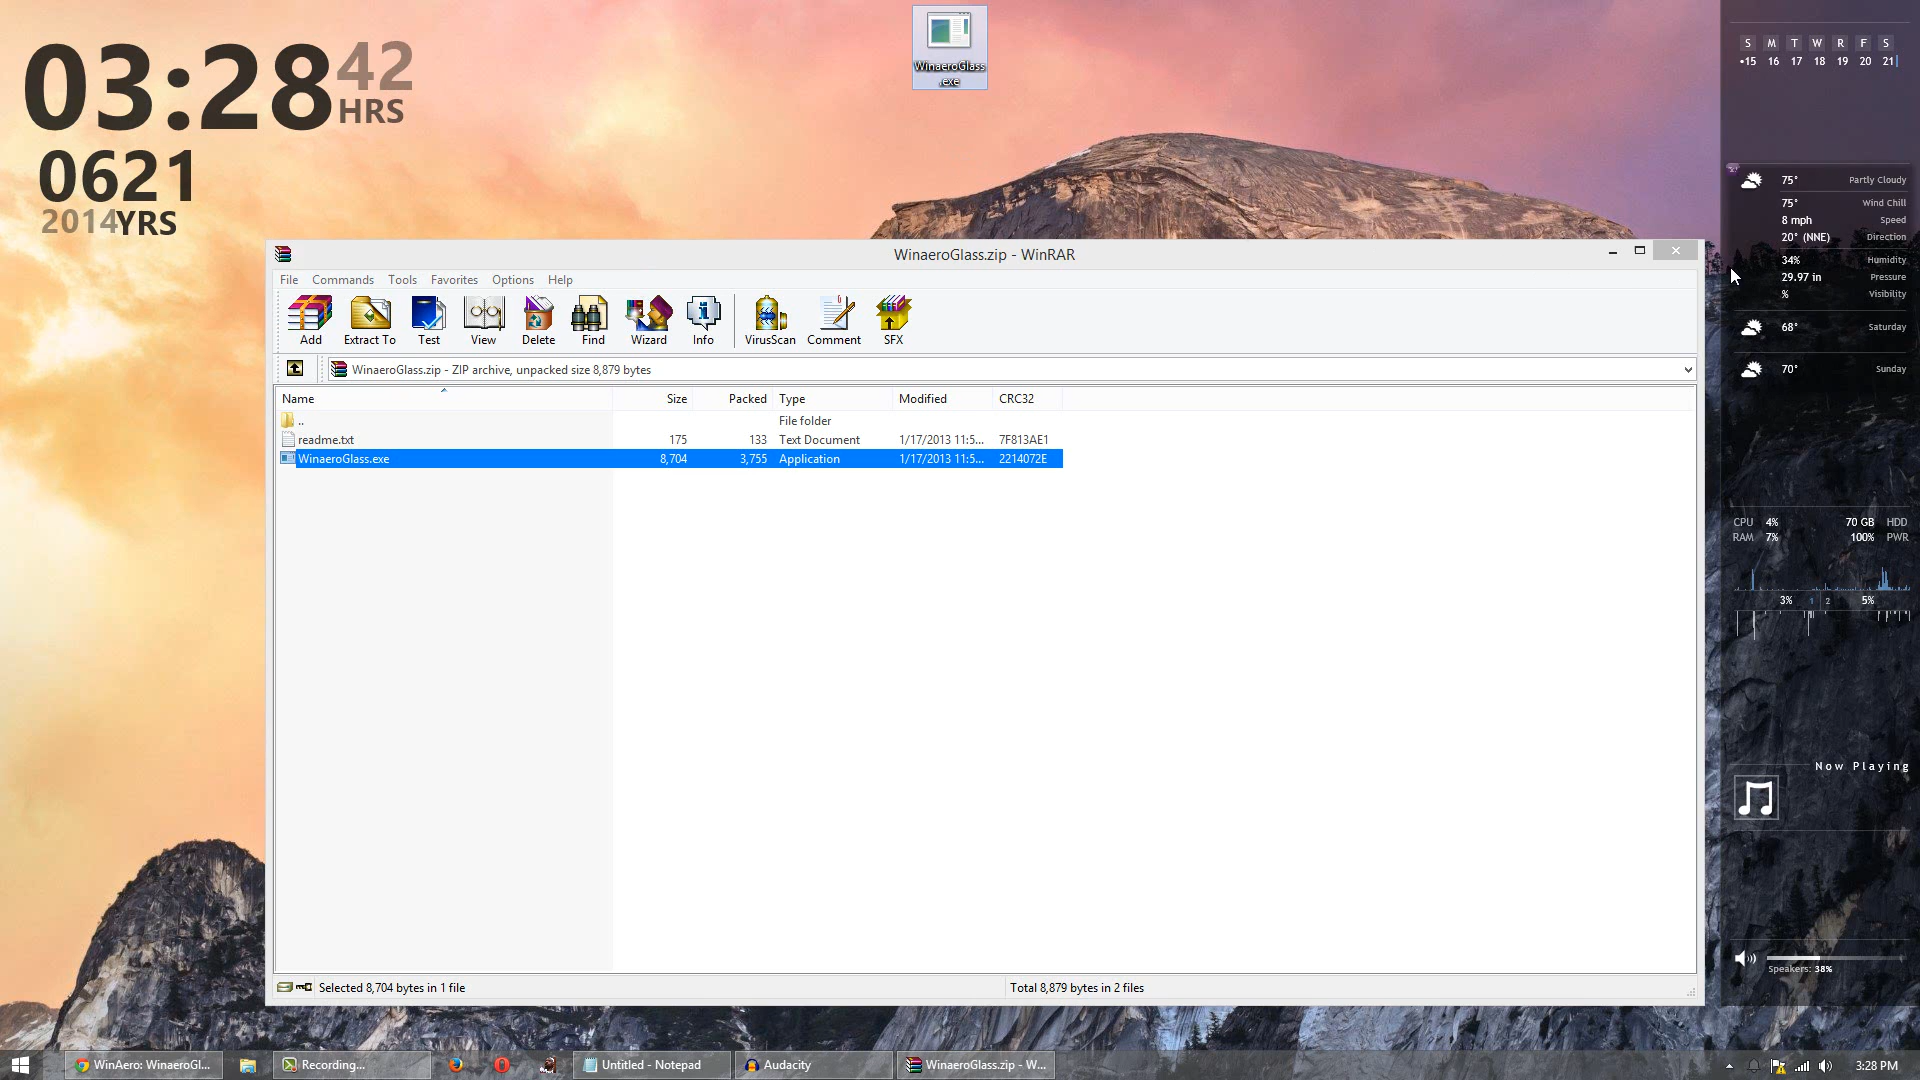 03:28 42 HRS
0621
2014YRS
WinaeroGlass
.exe
S M T W R F S
•15 16 17 18 19 20 21
75° Partly Cloudy
75° Wind Chill
8 mph Speed
20° (NNE) Direction
34% Humidity
29.97 in Pressure
% Visibility
68° Saturday
70° Sunday
CPU 4% 70 GB HDD
RAM 7% 100% PWR
3% 1 2 5%
Now Playing
Speakers: 38%
WinaeroGlass.zip - WinRAR
File Commands Tools Favorites Options Help
Add Extract To Test View Delete Find Wizard Info VirusScan Comment SFX
WinaeroGlass.zip - ZIP archive, unpacked size 8,879 bytes
Name Size Packed Type Modified CRC32
.. File folder
readme.txt 175 133 Text Document 1/17/2013 11:5... 7F813AE1
WinaeroGlass.exe 8,704 3,755 Application 1/17/2013 11:5... 2214072E
Selected 8,704 bytes in 1 file Total 8,879 bytes in 2 files
WinAero: WinaeroGl... Recording... Untitled - Notepad Audacity WinaeroGlass.zip - W... 3:28 PM